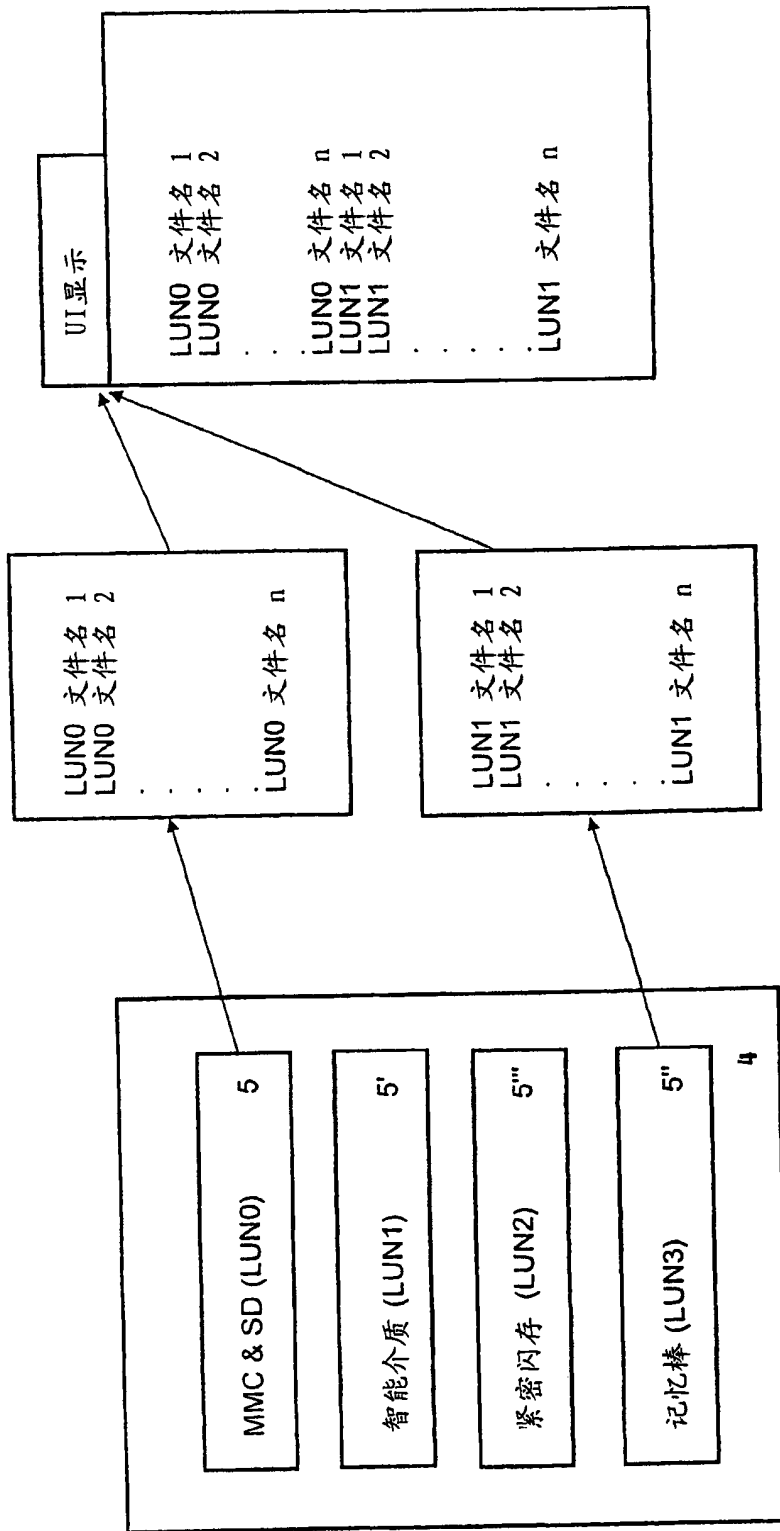 MMC & SD (LUN0) 5
智能介质 (LUN1) 5'
紧密闪存 (LUN2) 5'''
记忆棒 (LUN3) 5''
4
LUN0 文件名 1
LUN0 文件名 2
. . . . .
LUN0 文件名 n
LUN1 文件名 1
LUN1 文件名 2
. . . . .
LUN1 文件名 n
UI显示
LUN0 文件名 1
LUN0 文件名 2
. . .
LUN0 文件名 n
LUN1 文件名 1
LUN1 文件名 2
. . . . .
LUN1 文件名 n